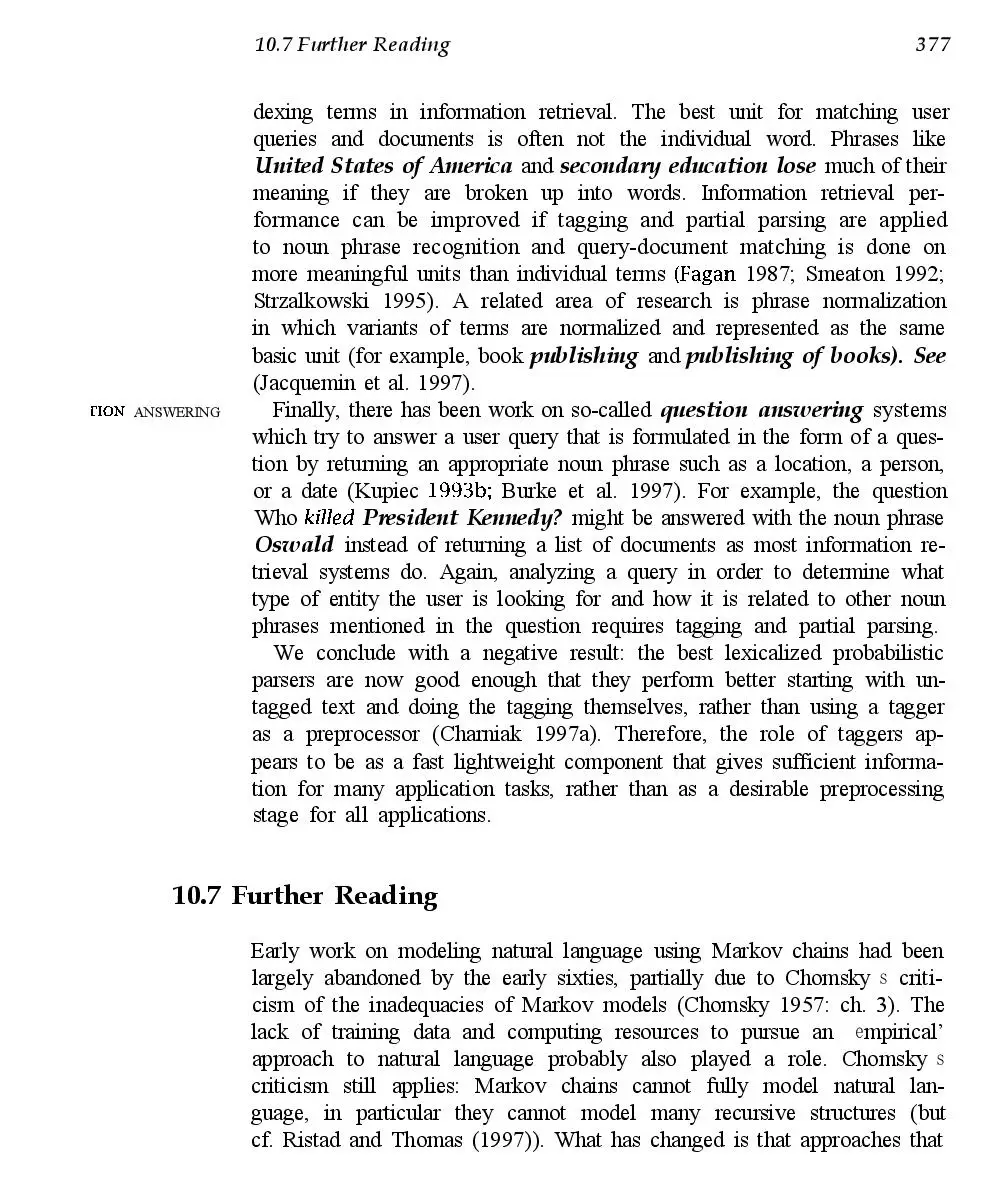 10.7 Further Reading 377
dexing terms in information retrieval. The best unit for matching user
queries and documents is often not the individual word. Phrases like
United States of America and secondary education lose much of their
meaning if they are broken up into words. Information retrieval per-
formance can be improved if tagging and partial parsing are applied
to noun phrase recognition and query-document matching is done on
more meaningful units than individual terms (Fagan 1987; Smeaton 1992;
Strzalkowski 1995). A related area of research is phrase normalization
in which variants of terms are normalized and represented as the same
basic unit (for example, book publishing and publishing of books). See
(Jacquemin et al. 1997).
TION ANSWERING
Finally, there has been work on so-called question answering systems
which try to answer a user query that is formulated in the form of a ques-
tion by returning an appropriate noun phrase such as a location, a person,
or a date (Kupiec 1993b; Burke et al. 1997). For example, the question
Who killed President Kennedy? might be answered with the noun phrase
Oswald instead of returning a list of documents as most information re-
trieval systems do. Again, analyzing a query in order to determine what
type of entity the user is looking for and how it is related to other noun
phrases mentioned in the question requires tagging and partial parsing.
We conclude with a negative result: the best lexicalized probabilistic
parsers are now good enough that they perform better starting with un-
tagged text and doing the tagging themselves, rather than using a tagger
as a preprocessor (Charniak 1997a). Therefore, the role of taggers ap-
pears to be as a fast lightweight component that gives sufficient informa-
tion for many application tasks, rather than as a desirable preprocessing
stage for all applications.
10.7 Further Reading
Early work on modeling natural language using Markov chains had been
largely abandoned by the early sixties, partially due to Chomsky s criti-
cism of the inadequacies of Markov models (Chomsky 1957: ch. 3). The
lack of training data and computing resources to pursue an empirical’
approach to natural language probably also played a role. Chomsky s
criticism still applies: Markov chains cannot fully model natural lan-
guage, in particular they cannot model many recursive structures (but
cf. Ristad and Thomas (1997)). What has changed is that approaches that